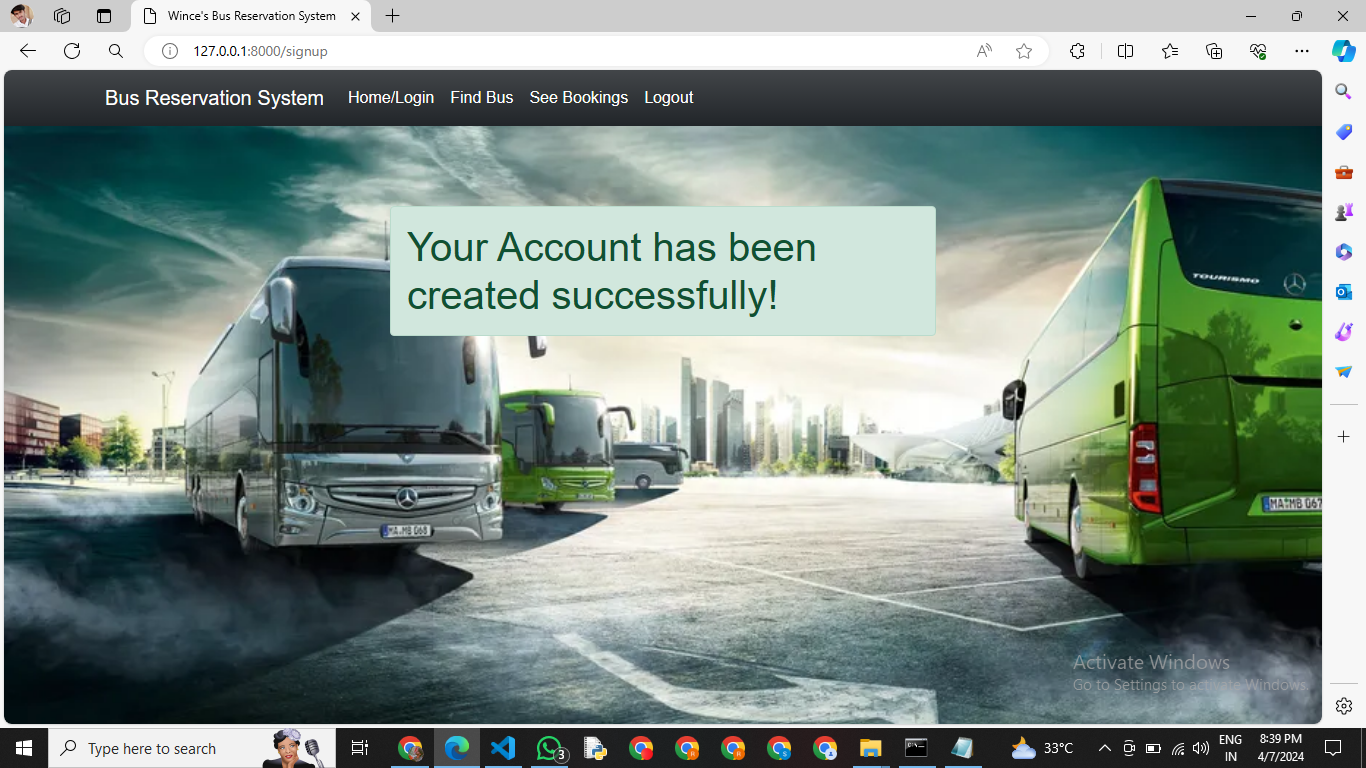 Wince's Bus Reservation System
127.0.0.1:8000/signup
Bus Reservation System Home/Login Find Bus See Bookings Logout
Your Account has been
created successfully!
TOURISMO
MA MB 068
MA MB 067
Activate Windows
Go to Settings to activate Windows.
Type here to search
3
33°C
ENG
IN
8:39 PM
4/7/2024